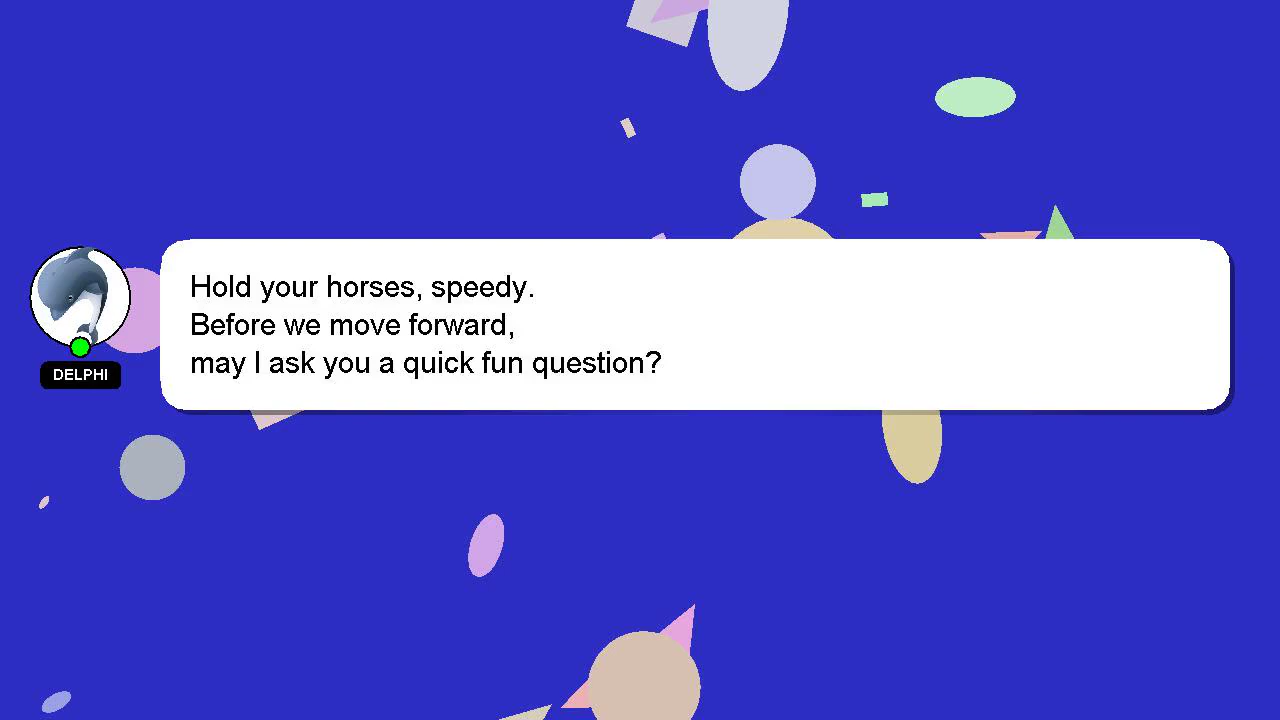 Hold your horses, speedy.
Before we move forward,
may I ask you a quick fun question?
DELPHI